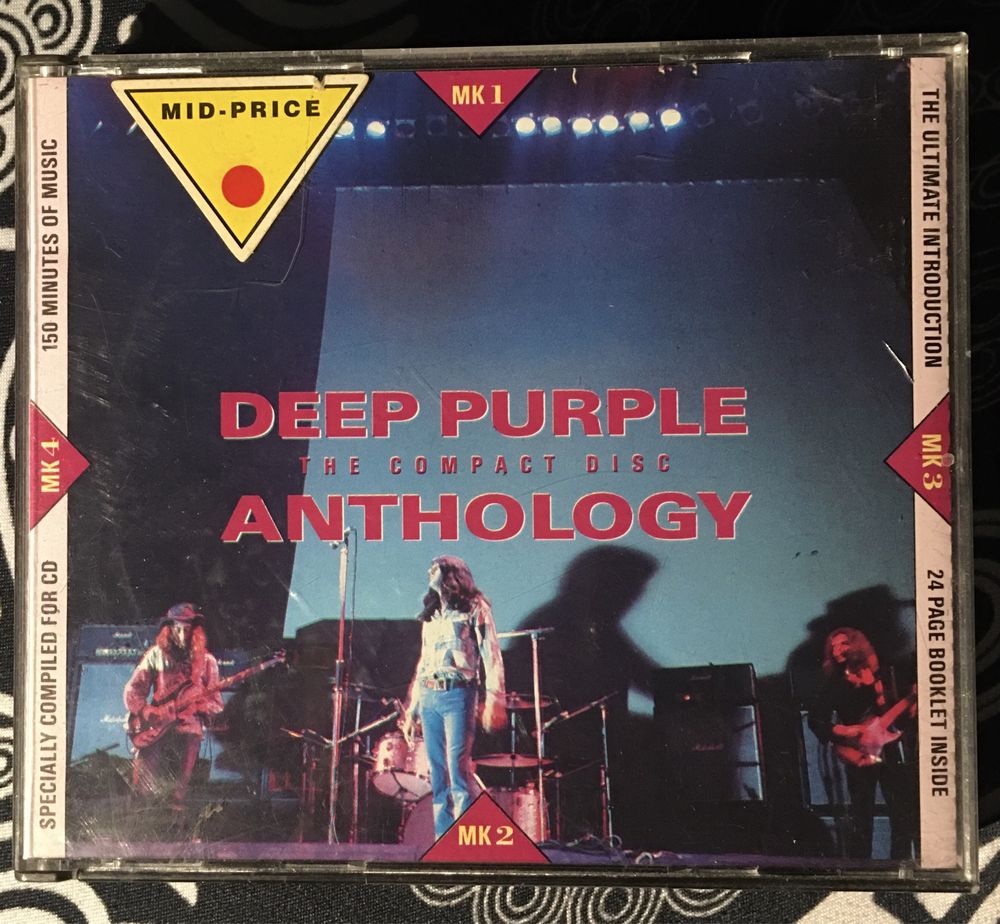 MID-PRICE
MK 1
150 MINUTES OF MUSIC
THE ULTIMATE INTRODUCTION
DEEP PURPLE
THE COMPACT DISC
ANTHOLOGY
MK 4
MK 3
SPECIALLY COMPILED FOR CD
24 PAGE BOOKLET INSIDE
Marshall
MK 2